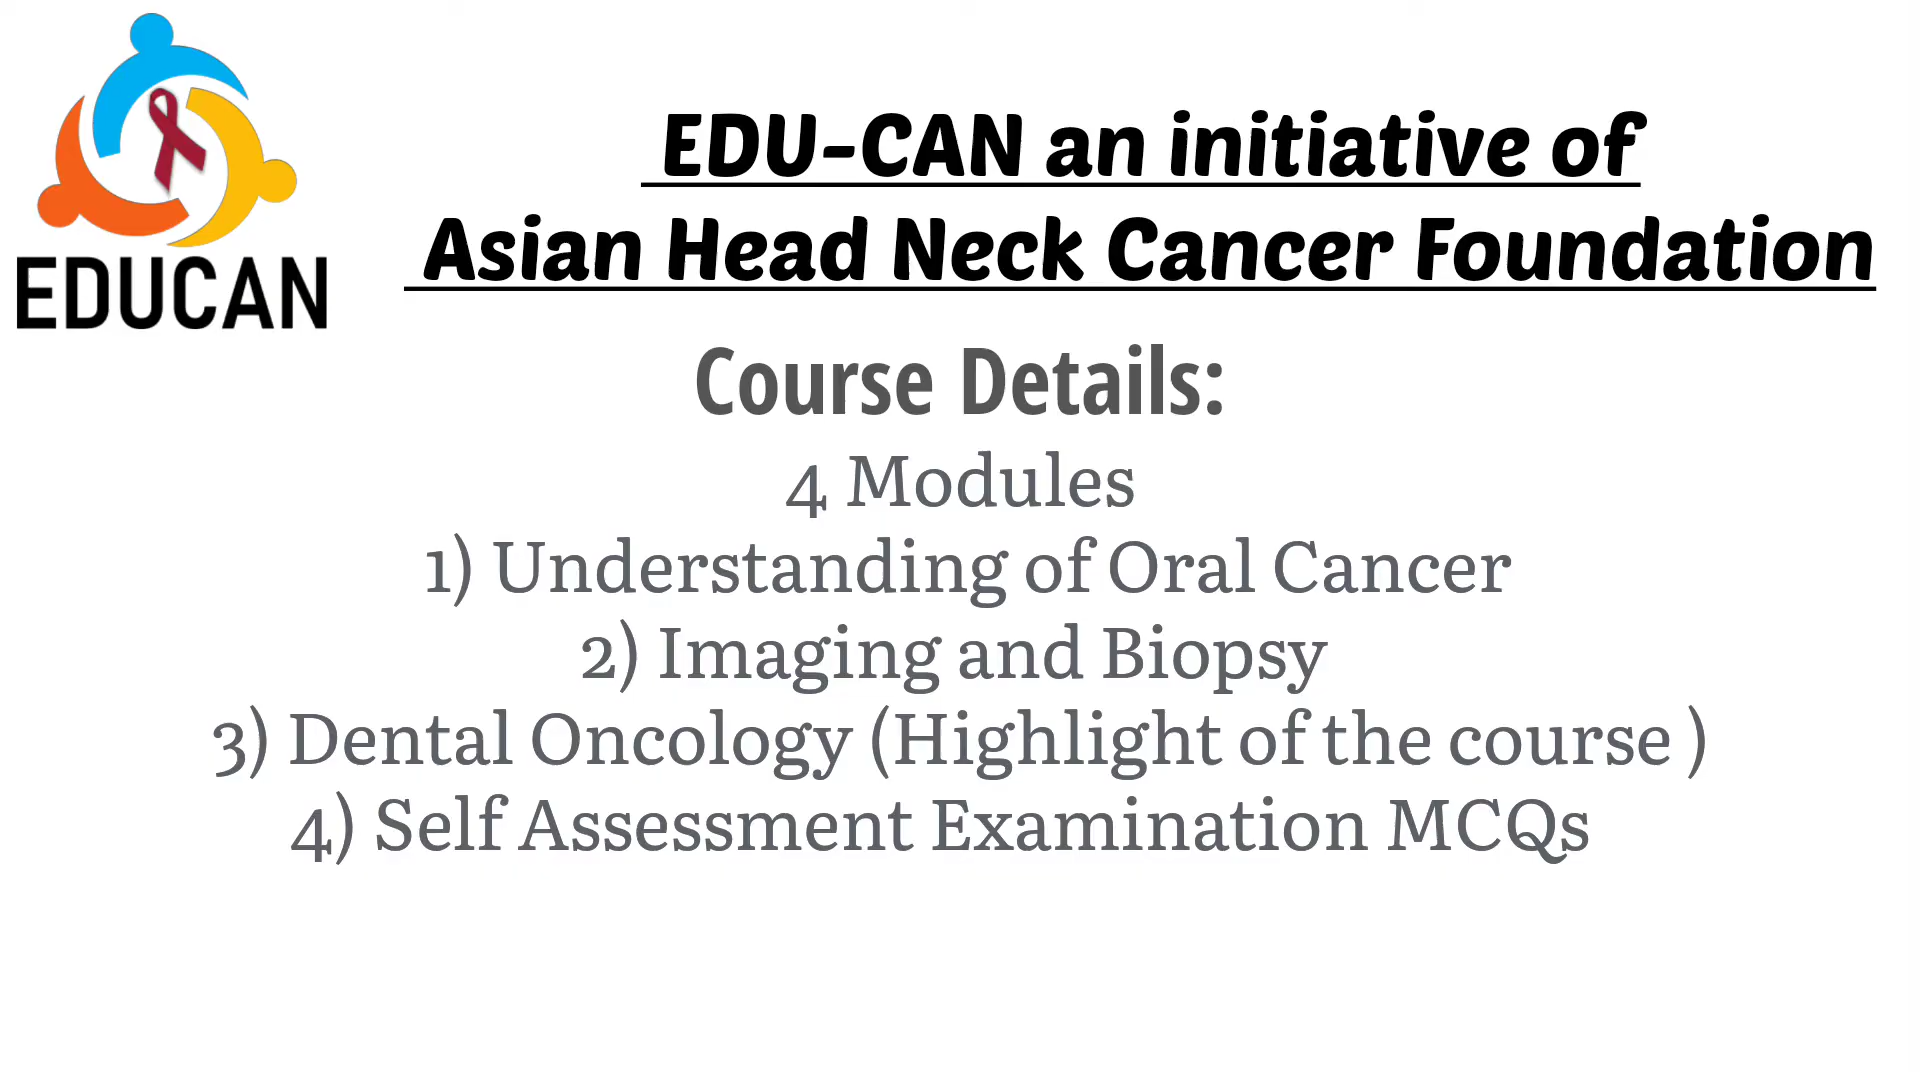 EDUCAN
EDU-CAN an initiative of
Asian Head Neck Cancer Foundation
Course Details:
4 Modules
1) Understanding of Oral Cancer
2) Imaging and Biopsy
3) Dental Oncology (Highlight of the course )
4) Self Assessment Examination MCQs